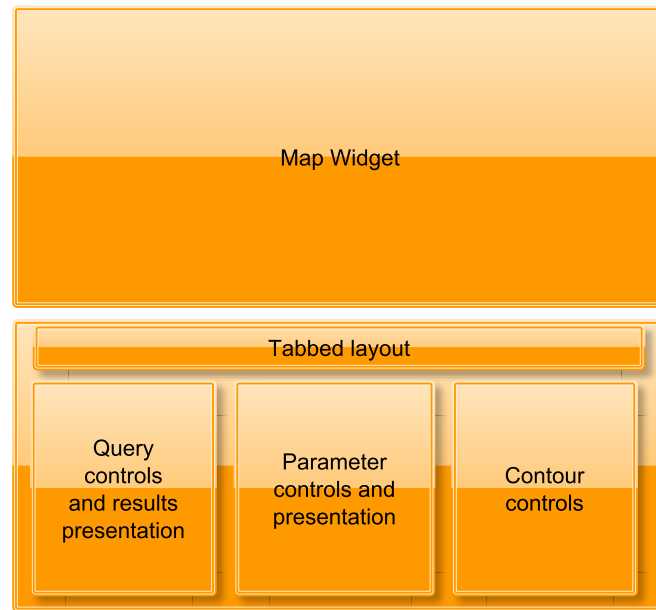 Map Widget
Tabbed layout
Query
controls
and results
presentation
Parameter
controls and
presentation
Contour
controls